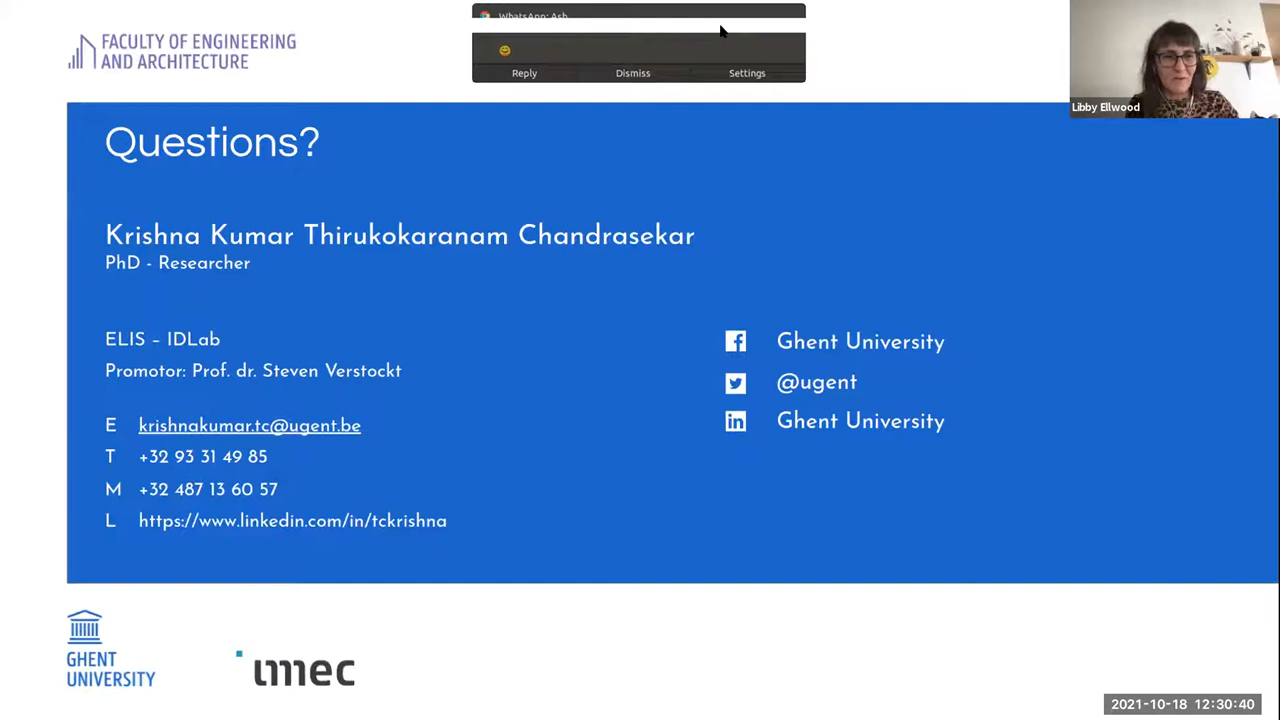 FACULTY OF ENGINEERING
AND ARCHITECTURE
WhatsApp: Ash
Reply Dismiss Settings
Libby Ellwood
Questions?
Krishna Kumar Thirukokaranam Chandrasekar
PhD - Researcher
ELIS – IDLab
Promotor: Prof. dr. Steven Verstockt
E krishnakumar.tc@ugent.be
T +32 93 31 49 85
M +32 487 13 60 57
L https://www.linkedin.com/in/tckrishna
Ghent University
@ugent
Ghent University
GHENT
UNIVERSITY
imec
2021-10-18 12:30:40